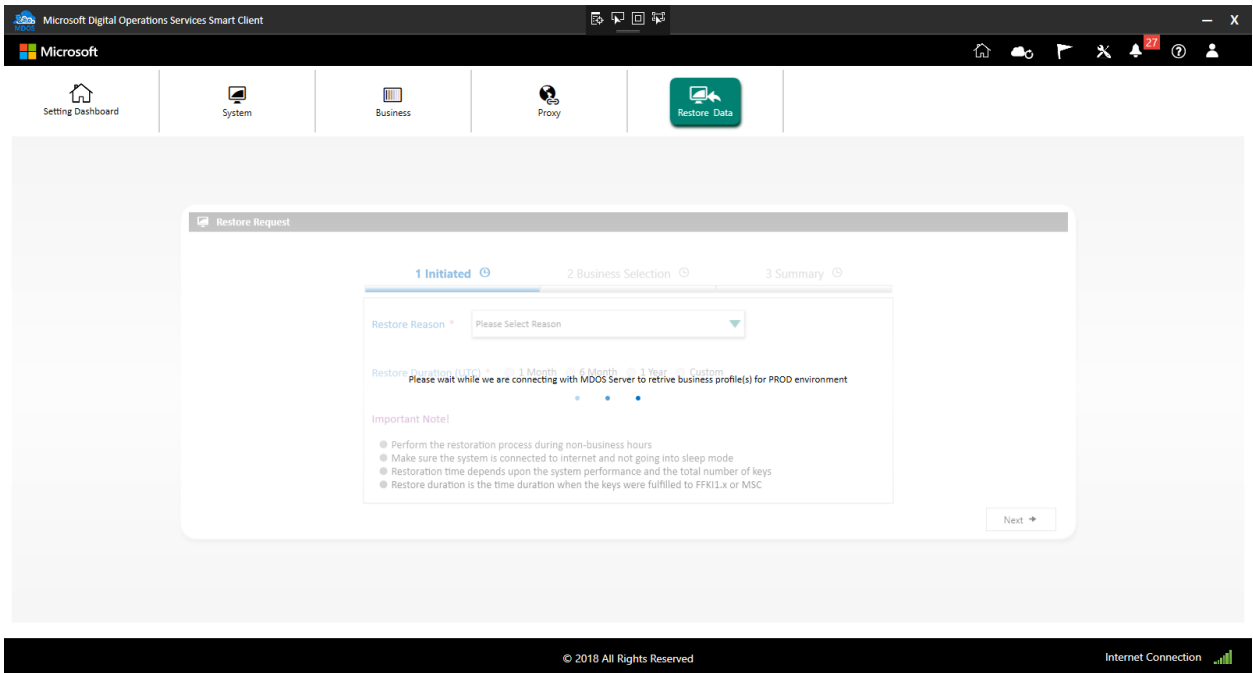 MDOS
Microsoft Digital Operations Services Smart Client
X
Microsoft
27
Setting Dashboard
System
Business
Proxy
Restore Data
Restore Request
1 Initiated
2 Business Selection
3 Summary
Restore Reason *
Please Select Reason
Restore Duration (UTC) * 1 Month 6 Month 1 Year Custom
Please wait while we are connecting with MDOS Server to retrive business profile(s) for PROD environment
Important Note!
Perform the restoration process during non-business hours
Make sure the system is connected to internet and not going into sleep mode
Restoration time depends upon the system performance and the total number of keys
Restore duration is the time duration when the keys were fulfilled to FFKI1.x or MSC
Next
© 2018 All Rights Reserved
Internet Connection